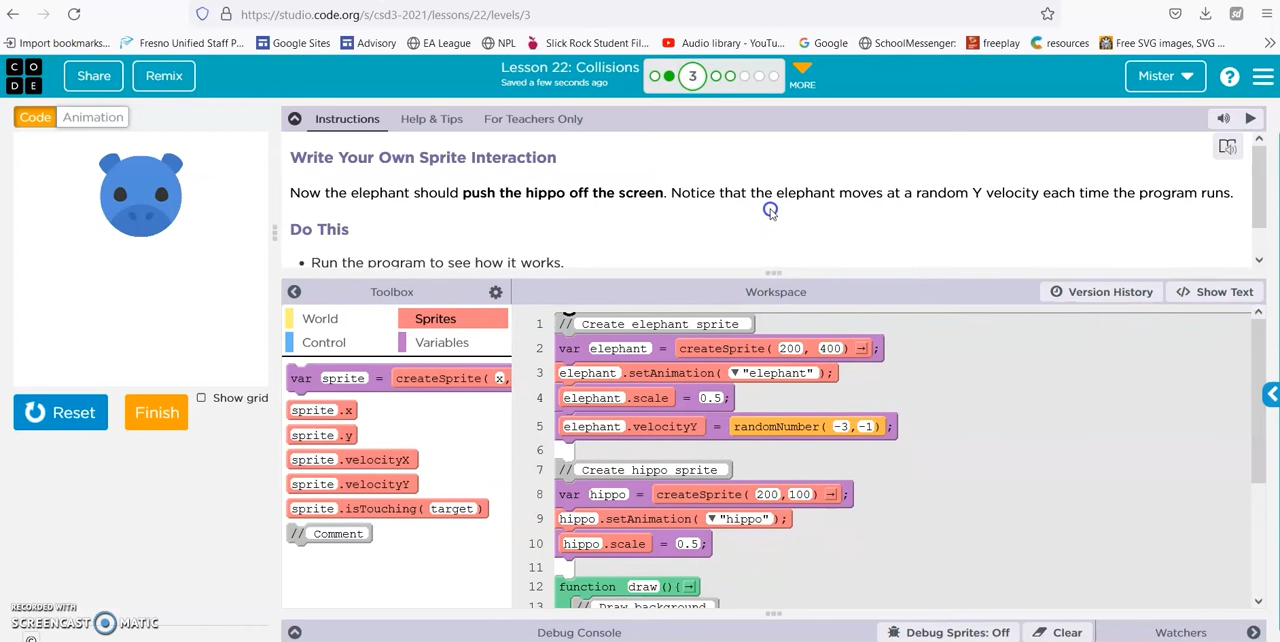 https://studio.code.org/s/csd3-2021/lessons/22/levels/3
Import bookmarks... Fresno Unified Staff P... Google Sites Advisory EA League NPL Slick Rock Student Fil... Audio library - YouTu... Google SchoolMessenger: freeplay resources Free SVG images, SVG ...
CO
DE
Share Remix Lesson 22: Collisions
Saved a few seconds ago
3 MORE Mister ?
Code Animation
Instructions Help & Tips For Teachers Only
Write Your Own Sprite Interaction
Now the elephant should push the hippo off the screen. Notice that the elephant moves at a random Y velocity each time the program runs.
Do This
• Run the program to see how it works.
Toolbox Workspace Version History </> Show Text
World Sprites
Control Variables
var sprite = createSprite( x,
sprite.x
sprite.y
sprite.velocityX
sprite.velocityY
sprite.isTouching( target )
// Comment
Reset Finish Show grid
1 // Create elephant sprite
2 var elephant = createSprite( 200, 400);
3 elephant.setAnimation( "elephant");
4 elephant.scale = 0.5;
5 elephant.velocityY = randomNumber( -3,-1);
6
7 // Create hippo sprite
8 var hippo = createSprite( 200,100);
9 hippo.setAnimation( "hippo");
10 hippo.scale = 0.5;
11
12 function draw(){
13 // Draw background
RECORDED WITH
SCREENCAST MATIC
Debug Console Debug Sprites: Off Clear Watchers